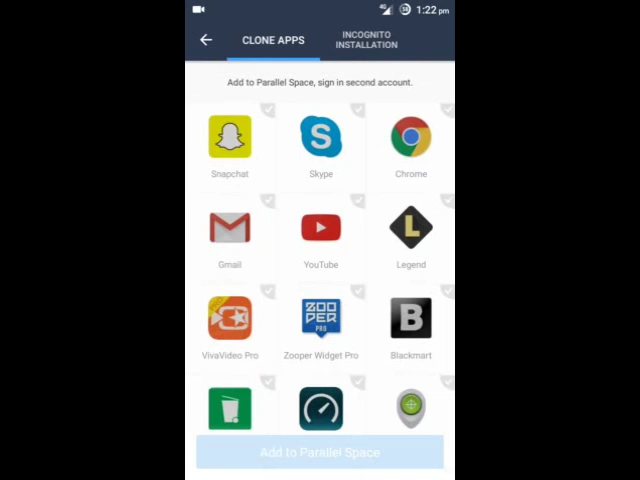 1:22 pm
CLONE APPS
INCOGNITO
INSTALLATION
Add to Parallel Space, sign in second account.
Snapchat
Skype
Chrome
Gmail
YouTube
Legend
VivaVideo Pro
Zooper Widget Pro
Blackmart
Add to Parallel Space